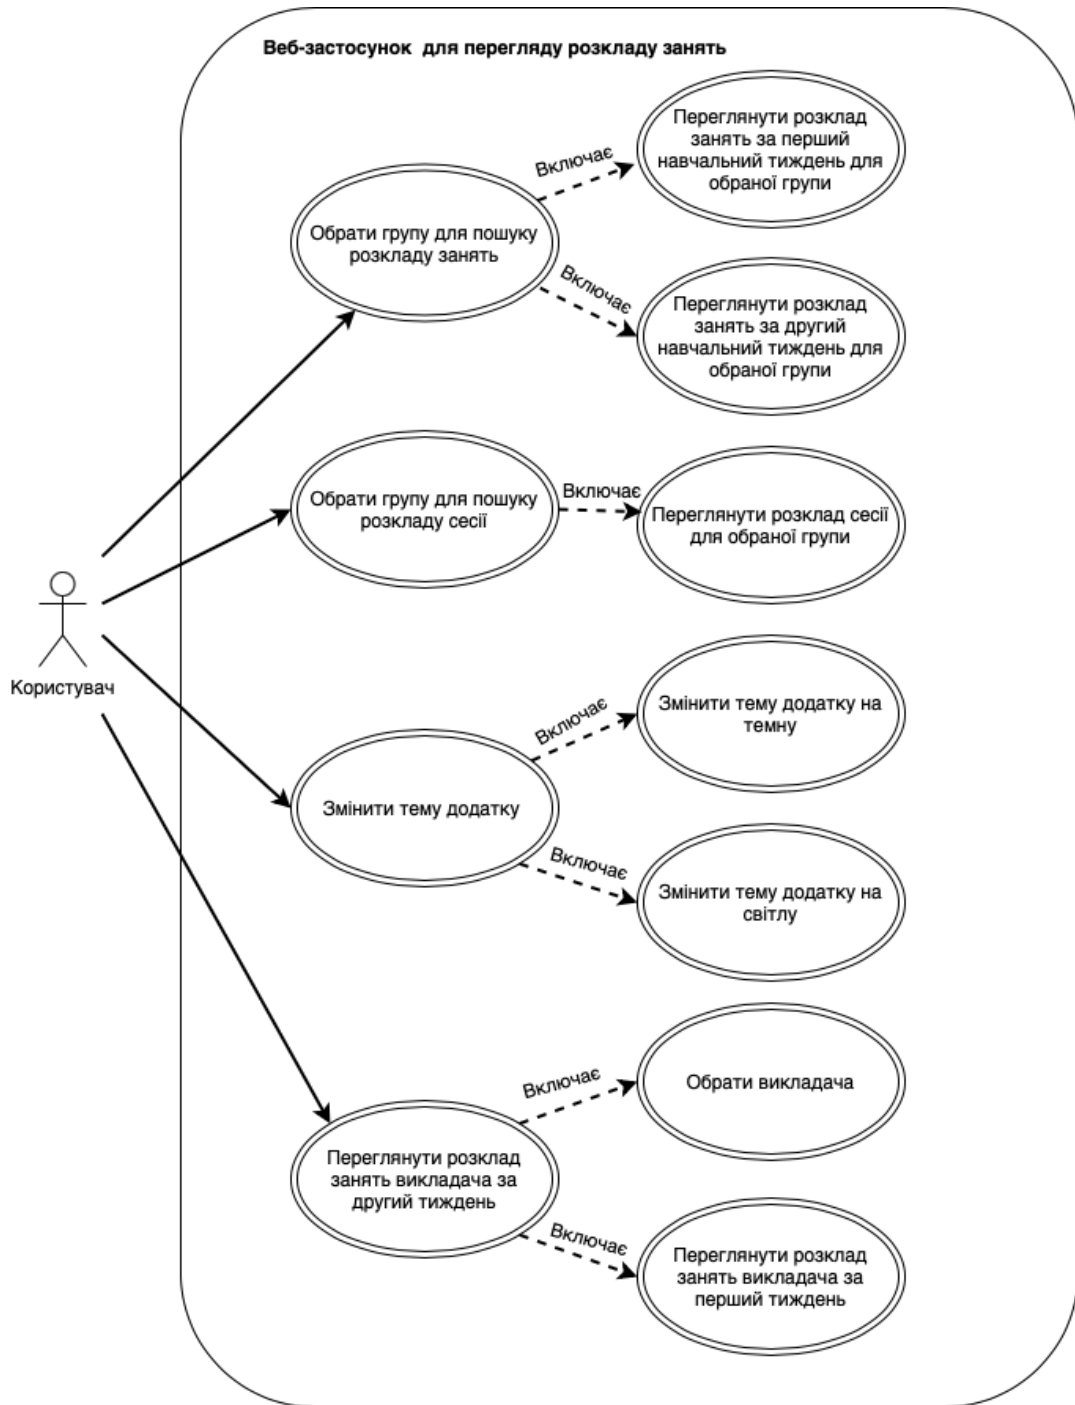 Веб-застосунок для перегляду розкладу занять
Переглянути розклад
занять за перший
навчальний тиждень для
обраної групи
Включає
Обрати групу для пошуку
розкладу занять
Включає
Переглянути розклад
занять за другий
навчальний тиждень для
обраної групи
Обрати групу для пошуку
розкладу сесії
Включає
Переглянути розклад сесії
для обраної групи
Користувач
Включає
Змінити тему додатку на
темну
Змінити тему додатку
Включає
Змінити тему додатку на
світлу
Включає
Обрати викладача
Переглянути розклад
занять викладача за
другий тиждень
Включає
Переглянути розклад
занять викладача за
перший тиждень